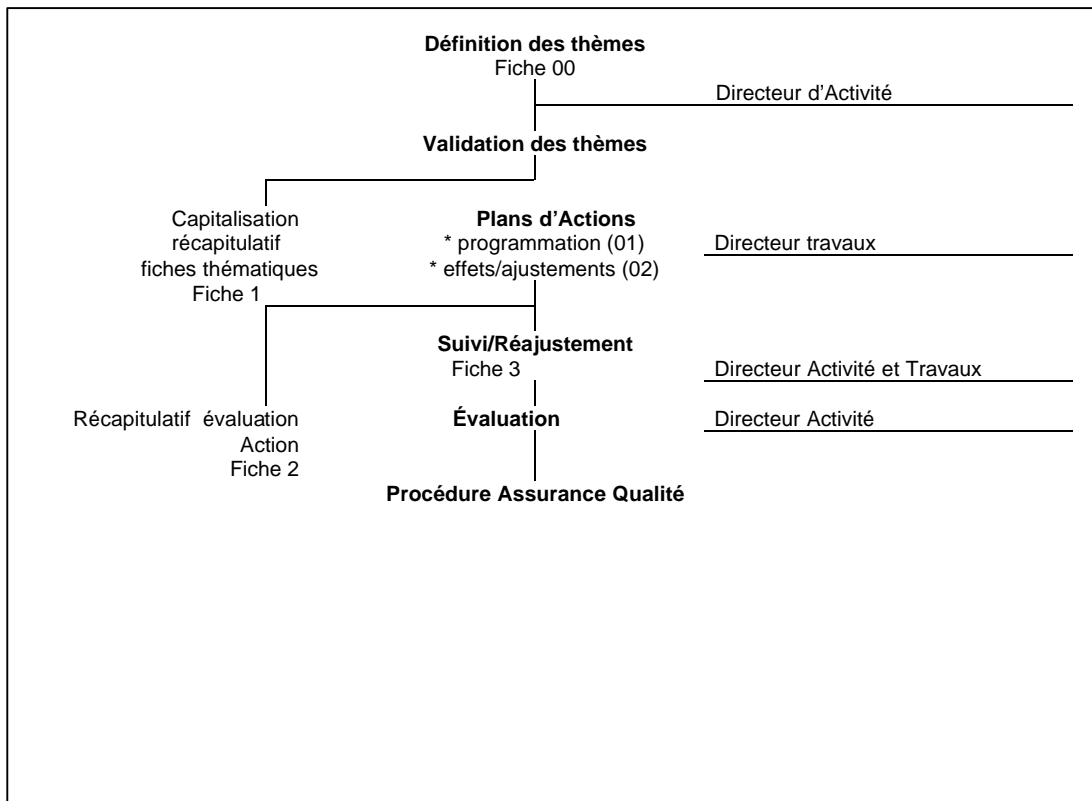 Définition des thèmes
Fiche 00
Directeur d'Activité
Validation des thèmes
Capitalisation
récapitulatif
fiches thématiques
Fiche 1
Plans d'Actions
* programmation (01)
* effets/ajustements (02)
Directeur travaux
Suivi/Réajustement
Fiche 3
Directeur Activité et Travaux
Récapitulatif évaluation
Action
Fiche 2
Évaluation
Directeur Activité
Procédure Assurance Qualité